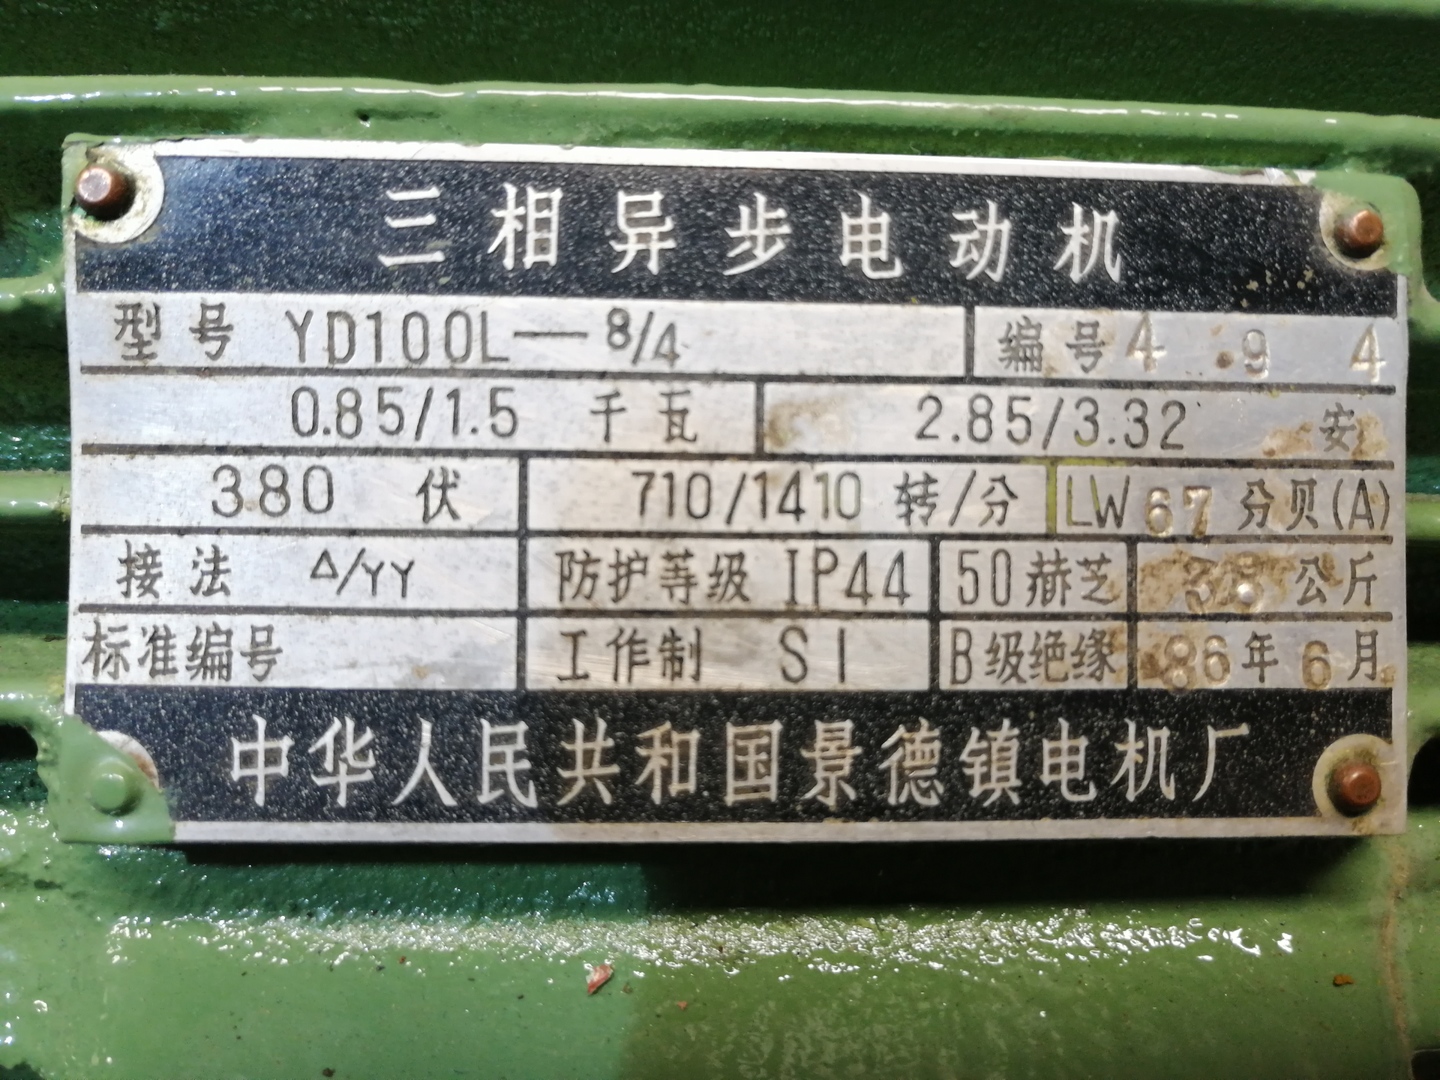 三相异步电动机
型号 YD100L—8/4 编号 4 .9 4
0.85/1.5 千瓦 2.85/3.32 安
380 伏 710/1410 转/分 LW 67 分贝(A)
接法 △/YY 防护等级 IP44 50赫芝 38 公斤
标准编号 工作制 S1 B级绝缘 86年6月
中华人民共和国景德镇电机厂